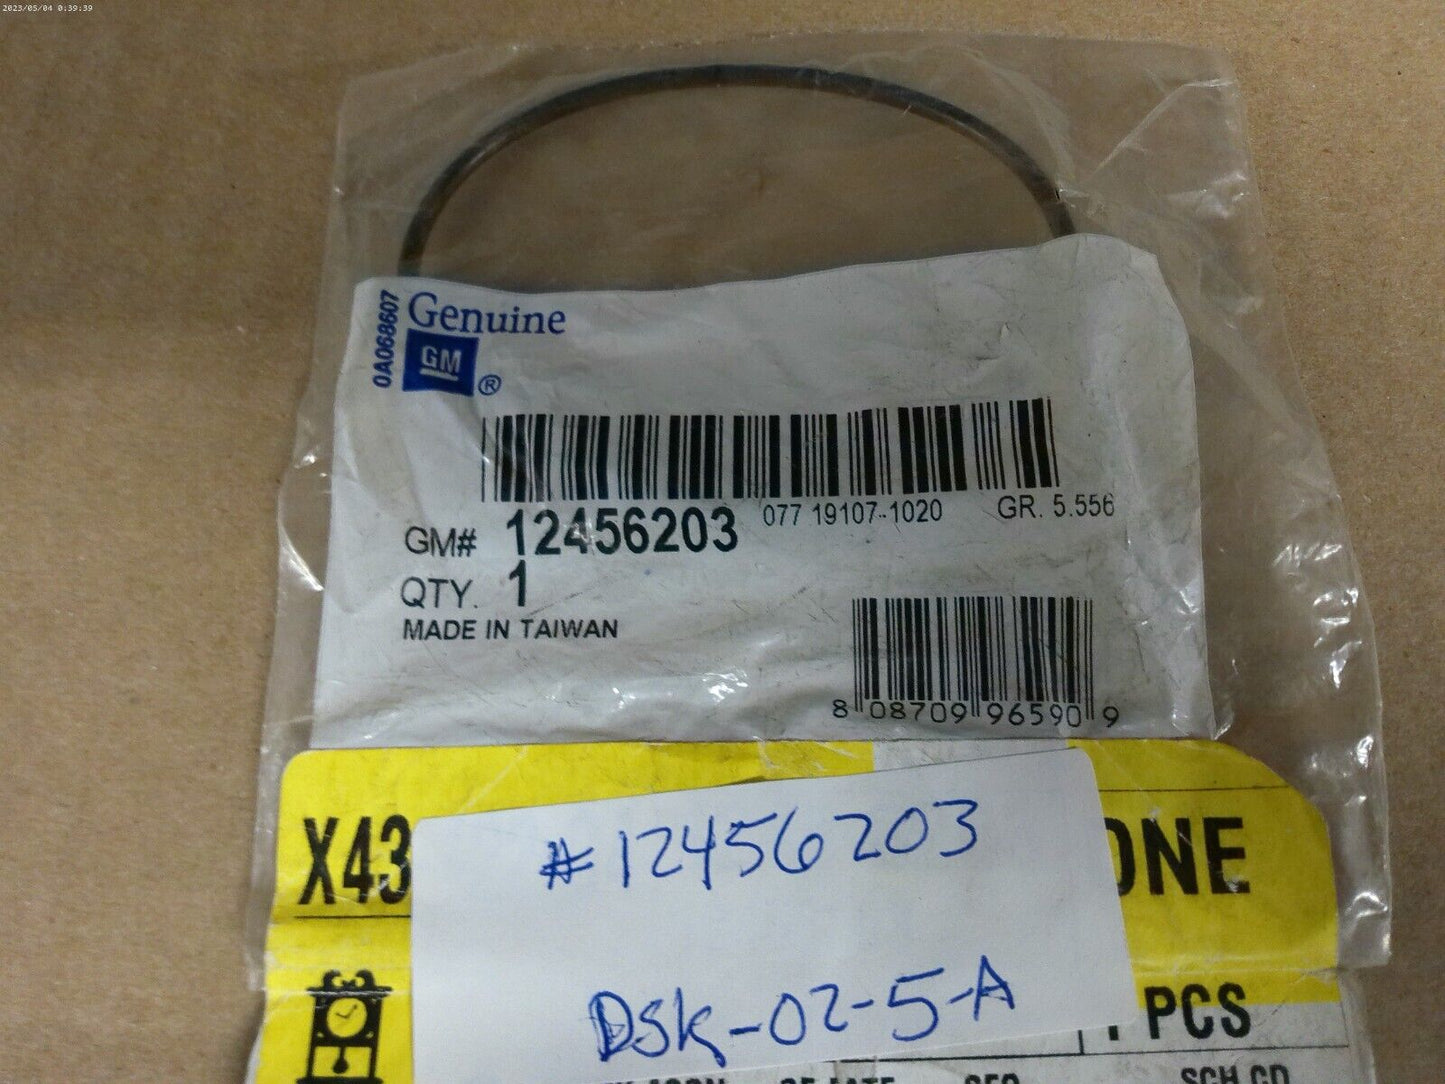 2023/05/04 0:39:39
0A068607
Genuine
GM ®
077 19107-1020 GR. 5.556
GM# 12456203
QTY. 1
MADE IN TAIWAN
8 08709 96590 9
X43
#12456203
PCS
DSK-02-5-A